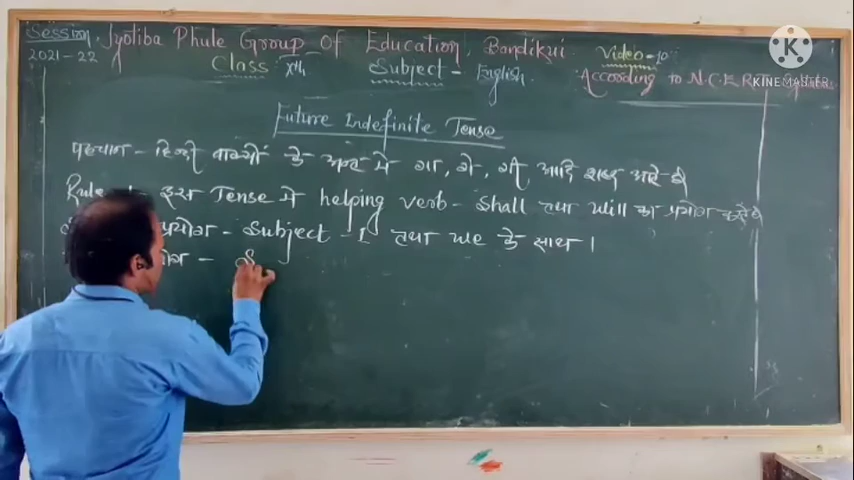 Session Jyotiba Phule Group Of Education, Bandikui
2021-22 Class Xth Subject - English. Video-10
According to N.C.E.R.T
KINEMASTER
Future Indefinite Tense
पहचान - हिन्दी वाक्यों के अन्त में गा, गे, गी आदि शब्द आते हैं
Rule इस Tense में helping verb - Shall तथा will का प्रयोग करते है
प्रयोग - Subject - I तथा we के साथ।
योग - S